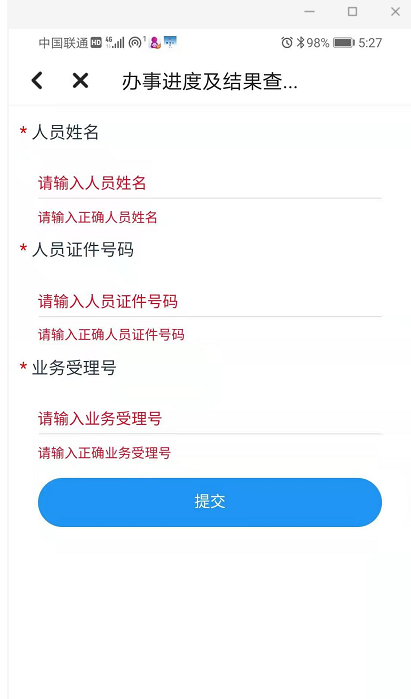 中国联通 HD 4G 98% 5:27
办事进度及结果查...
* 人员姓名
请输入人员姓名
请输入正确人员姓名
* 人员证件号码
请输入人员证件号码
请输入正确人员证件号码
* 业务受理号
请输入业务受理号
请输入正确业务受理号
提交